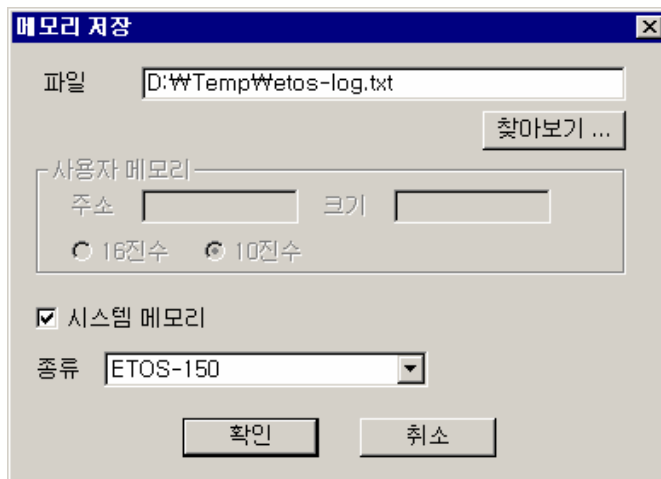 메모리 저장
파일 D:₩Temp₩etos-log.txt
찾아보기 ...
사용자 메모리
주소 크기
16진수 10진수
시스템 메모리
종류 ETOS-150
확인 취소